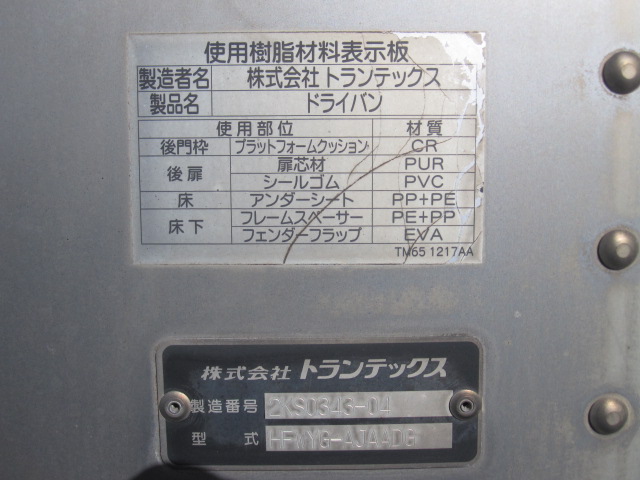 使用樹脂材料表示板
製造者名 株式会社 トランテックス
製品名 ドライバン
使用部位 材質
後門枠 プラットフォームクッション CR
後扉 扉芯材 PUR
シールゴム PVC
床 アンダーシート PP+PE
床下 フレームスペーサー PE+PP
フェンダーフラップ EVA
TM65 1217AA
株式会社 トランテックス
製造番号 2KS0343-04
型式